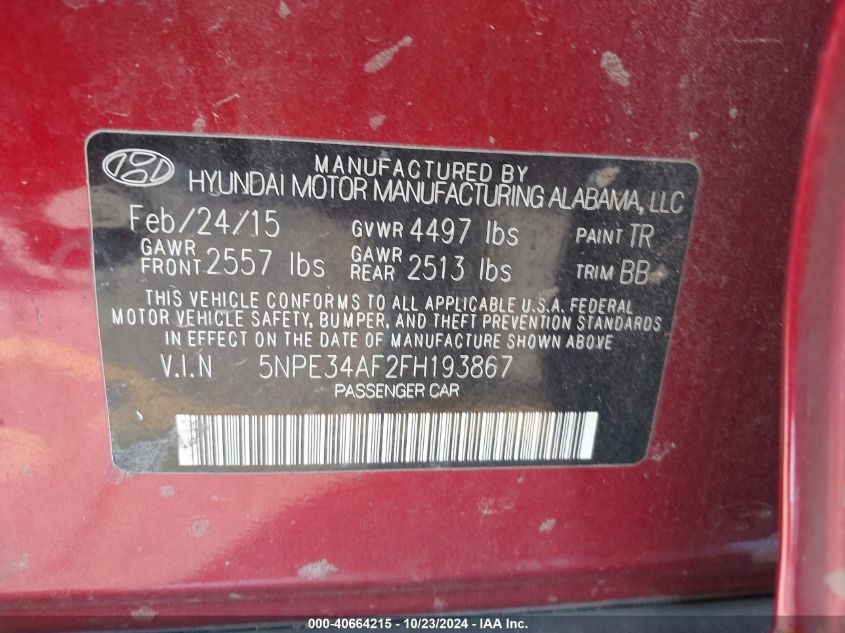 MANUFACTURED BY
HYUNDAI MOTOR MANUFACTURING ALABAMA, LLC
Feb/24/15 GVWR 4497 lbs PAINT TR
GAWR FRONT 2557 lbs GAWR REAR 2513 lbs TRIM BB
THIS VEHICLE CONFORMS TO ALL APPLICABLE U.S.A. FEDERAL
MOTOR VEHICLE SAFETY, BUMPER, AND THEFT PREVENTION STANDARDS
IN EFFECT ON THE DATE OF MANUFACTURE SHOWN ABOVE
V.I.N 5NPE34AF2FH193867
PASSENGER CAR
000-40664215 - 10/23/2024 - IAA Inc.